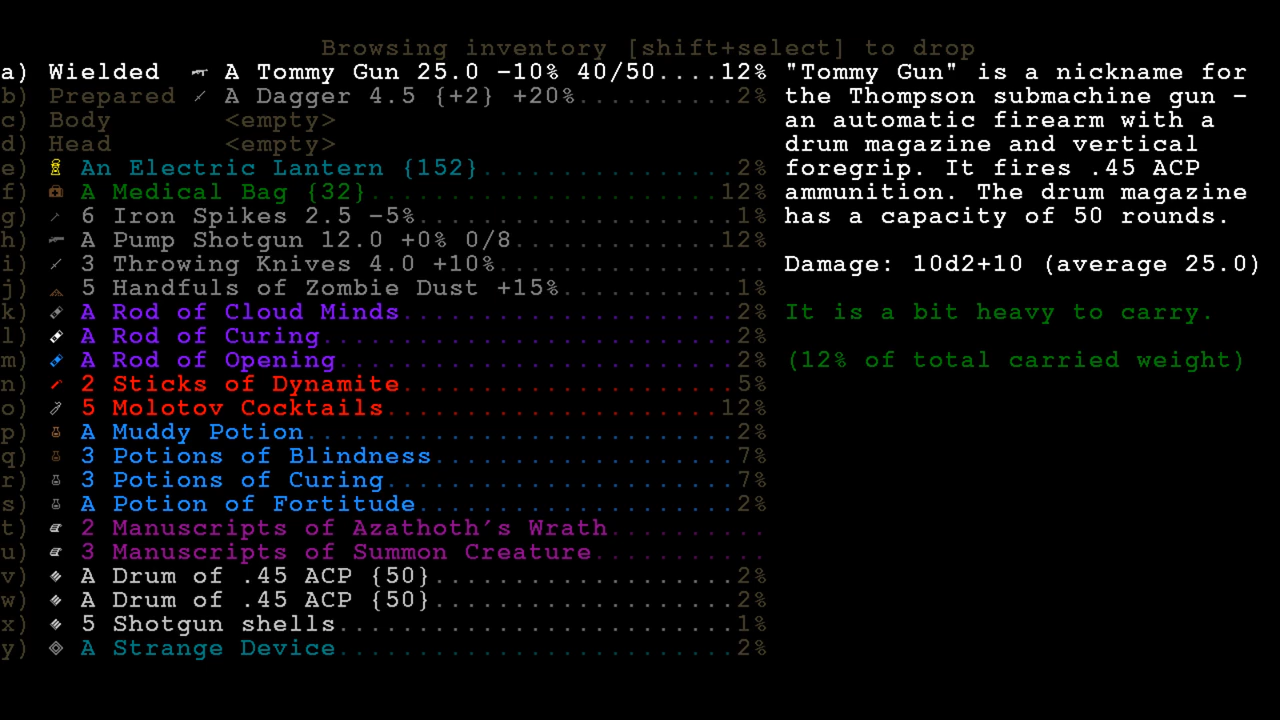 Browsing inventory [shift+select] to drop
a) Wielded A Tommy Gun 25.0 -10% 40/50....12%
b) Prepared A Dagger 4.5 {+2} +20%..........2%
c) Body <empty>
d) Head <empty>
e) An Electric Lantern {152}................2%
f) A Medical Bag {32}......................12%
g) 6 Iron Spikes 2.5 -5%....................1%
h) A Pump Shotgun 12.0 +0% 0/8.............12%
i) 3 Throwing Knives 4.0 +10%.................
j) 5 Handfuls of Zombie Dust +15%...........1%
k) A Rod of Cloud Minds.....................2%
l) A Rod of Curing..........................2%
m) A Rod of Opening.........................2%
n) 2 Sticks of Dynamite.....................5%
o) 5 Molotov Cocktails.....................12%
p) A Muddy Potion...........................2%
q) 3 Potions of Blindness...................7%
r) 3 Potions of Curing......................7%
s) A Potion of Fortitude....................2%
t) 2 Manuscripts of Azathoth's Wrath..........
u) 3 Manuscripts of Summon Creature...........
v) A Drum of .45 ACP {50}...................2%
w) A Drum of .45 ACP {50}...................2%
x) 5 Shotgun shells.........................1%
y) A Strange Device.........................2%
"Tommy Gun" is a nickname for
the Thompson submachine gun -
an automatic firearm with a
drum magazine and vertical
foregrip. It fires .45 ACP
ammunition. The drum magazine
has a capacity of 50 rounds.
Damage: 10d2+10 (average 25.0)
It is a bit heavy to carry.
(12% of total carried weight)